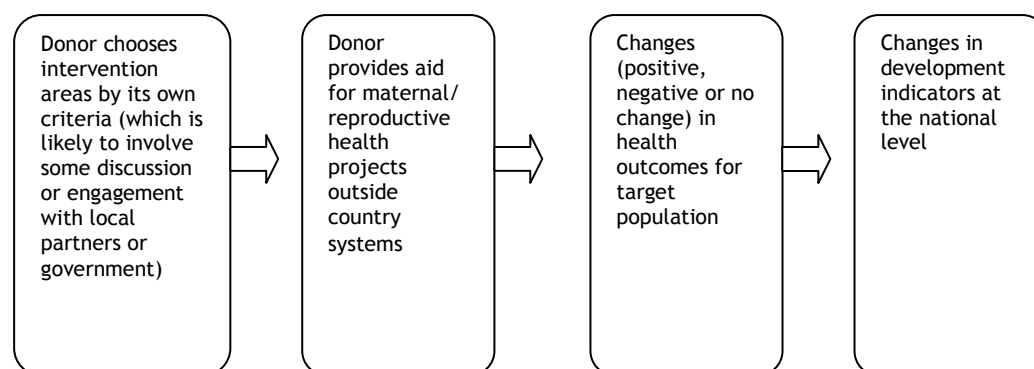 Donor chooses
intervention
areas by its own
criteria (which is
likely to involve
some discussion
or engagement
with local
partners or
government)
Donor
provides aid
for maternal/
reproductive
health
projects
outside
country
systems
Changes
(positive,
negative or no
change) in
health
outcomes for
target
population
Changes in
development
indicators at
the national
level